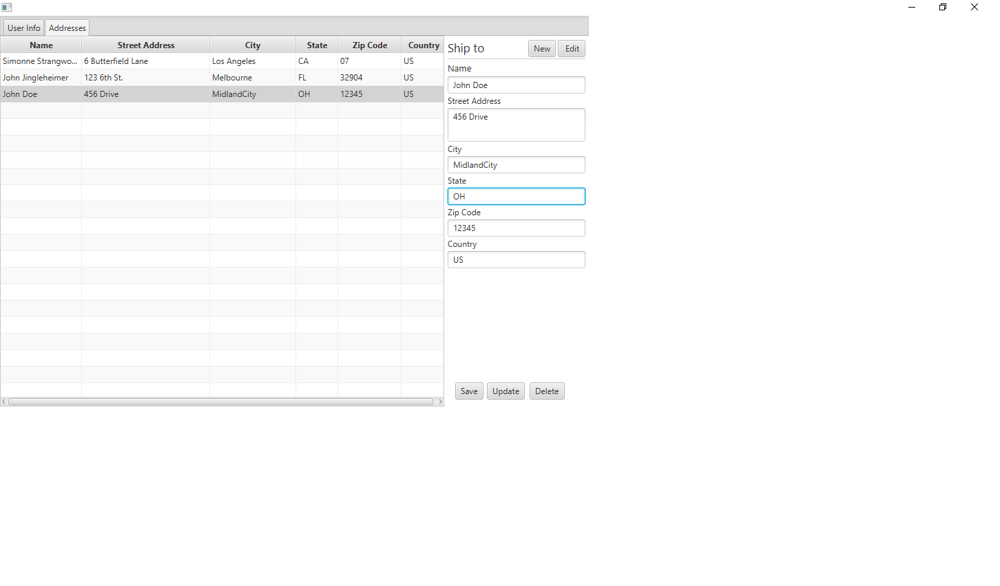 User Info Addresses
Name Street Address City State Zip Code Country
Simonne Strangwo... 6 Butterfield Lane Los Angeles CA 07 US
John Jingleheimer 123 6th St. Melbourne FL 32904 US
John Doe 456 Drive MidlandCity OH 12345 US
Ship to New Edit
Name
John Doe
Street Address
456 Drive
City
MidlandCity
State
OH
Zip Code
12345
Country
US
Save Update Delete